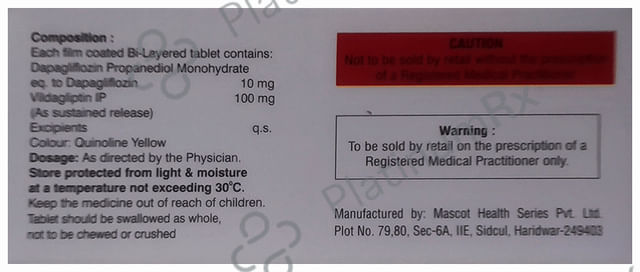 Composition :
Each film coated Bi-Layered tablet contains:
Dapagliflozin Propanediol Monohydrate
eq. to Dapagliflozin 10 mg
Vildagliptin IP 100 mg
(As sustained release)
Excipients q.s.
Colour: Quinoline Yellow
Dosage: As directed by the Physician.
Store protected from light & moisture
at a temperature not exceeding 30°C.
Keep the medicine out of reach of children.
Tablet should be swallowed as whole,
not to be chewed or crushed
CAUTION
Not to be sold by retail without the prescription
of a Registered Medical Practitioner
Warning :
To be sold by retail on the prescription of a
Registered Medical Practitioner only.
Manufactured by: Mascot Health Series Pvt. Ltd.
Plot No. 79,80, Sec-6A, IIE, Sidcul, Haridwar-249403
PlatinumRx